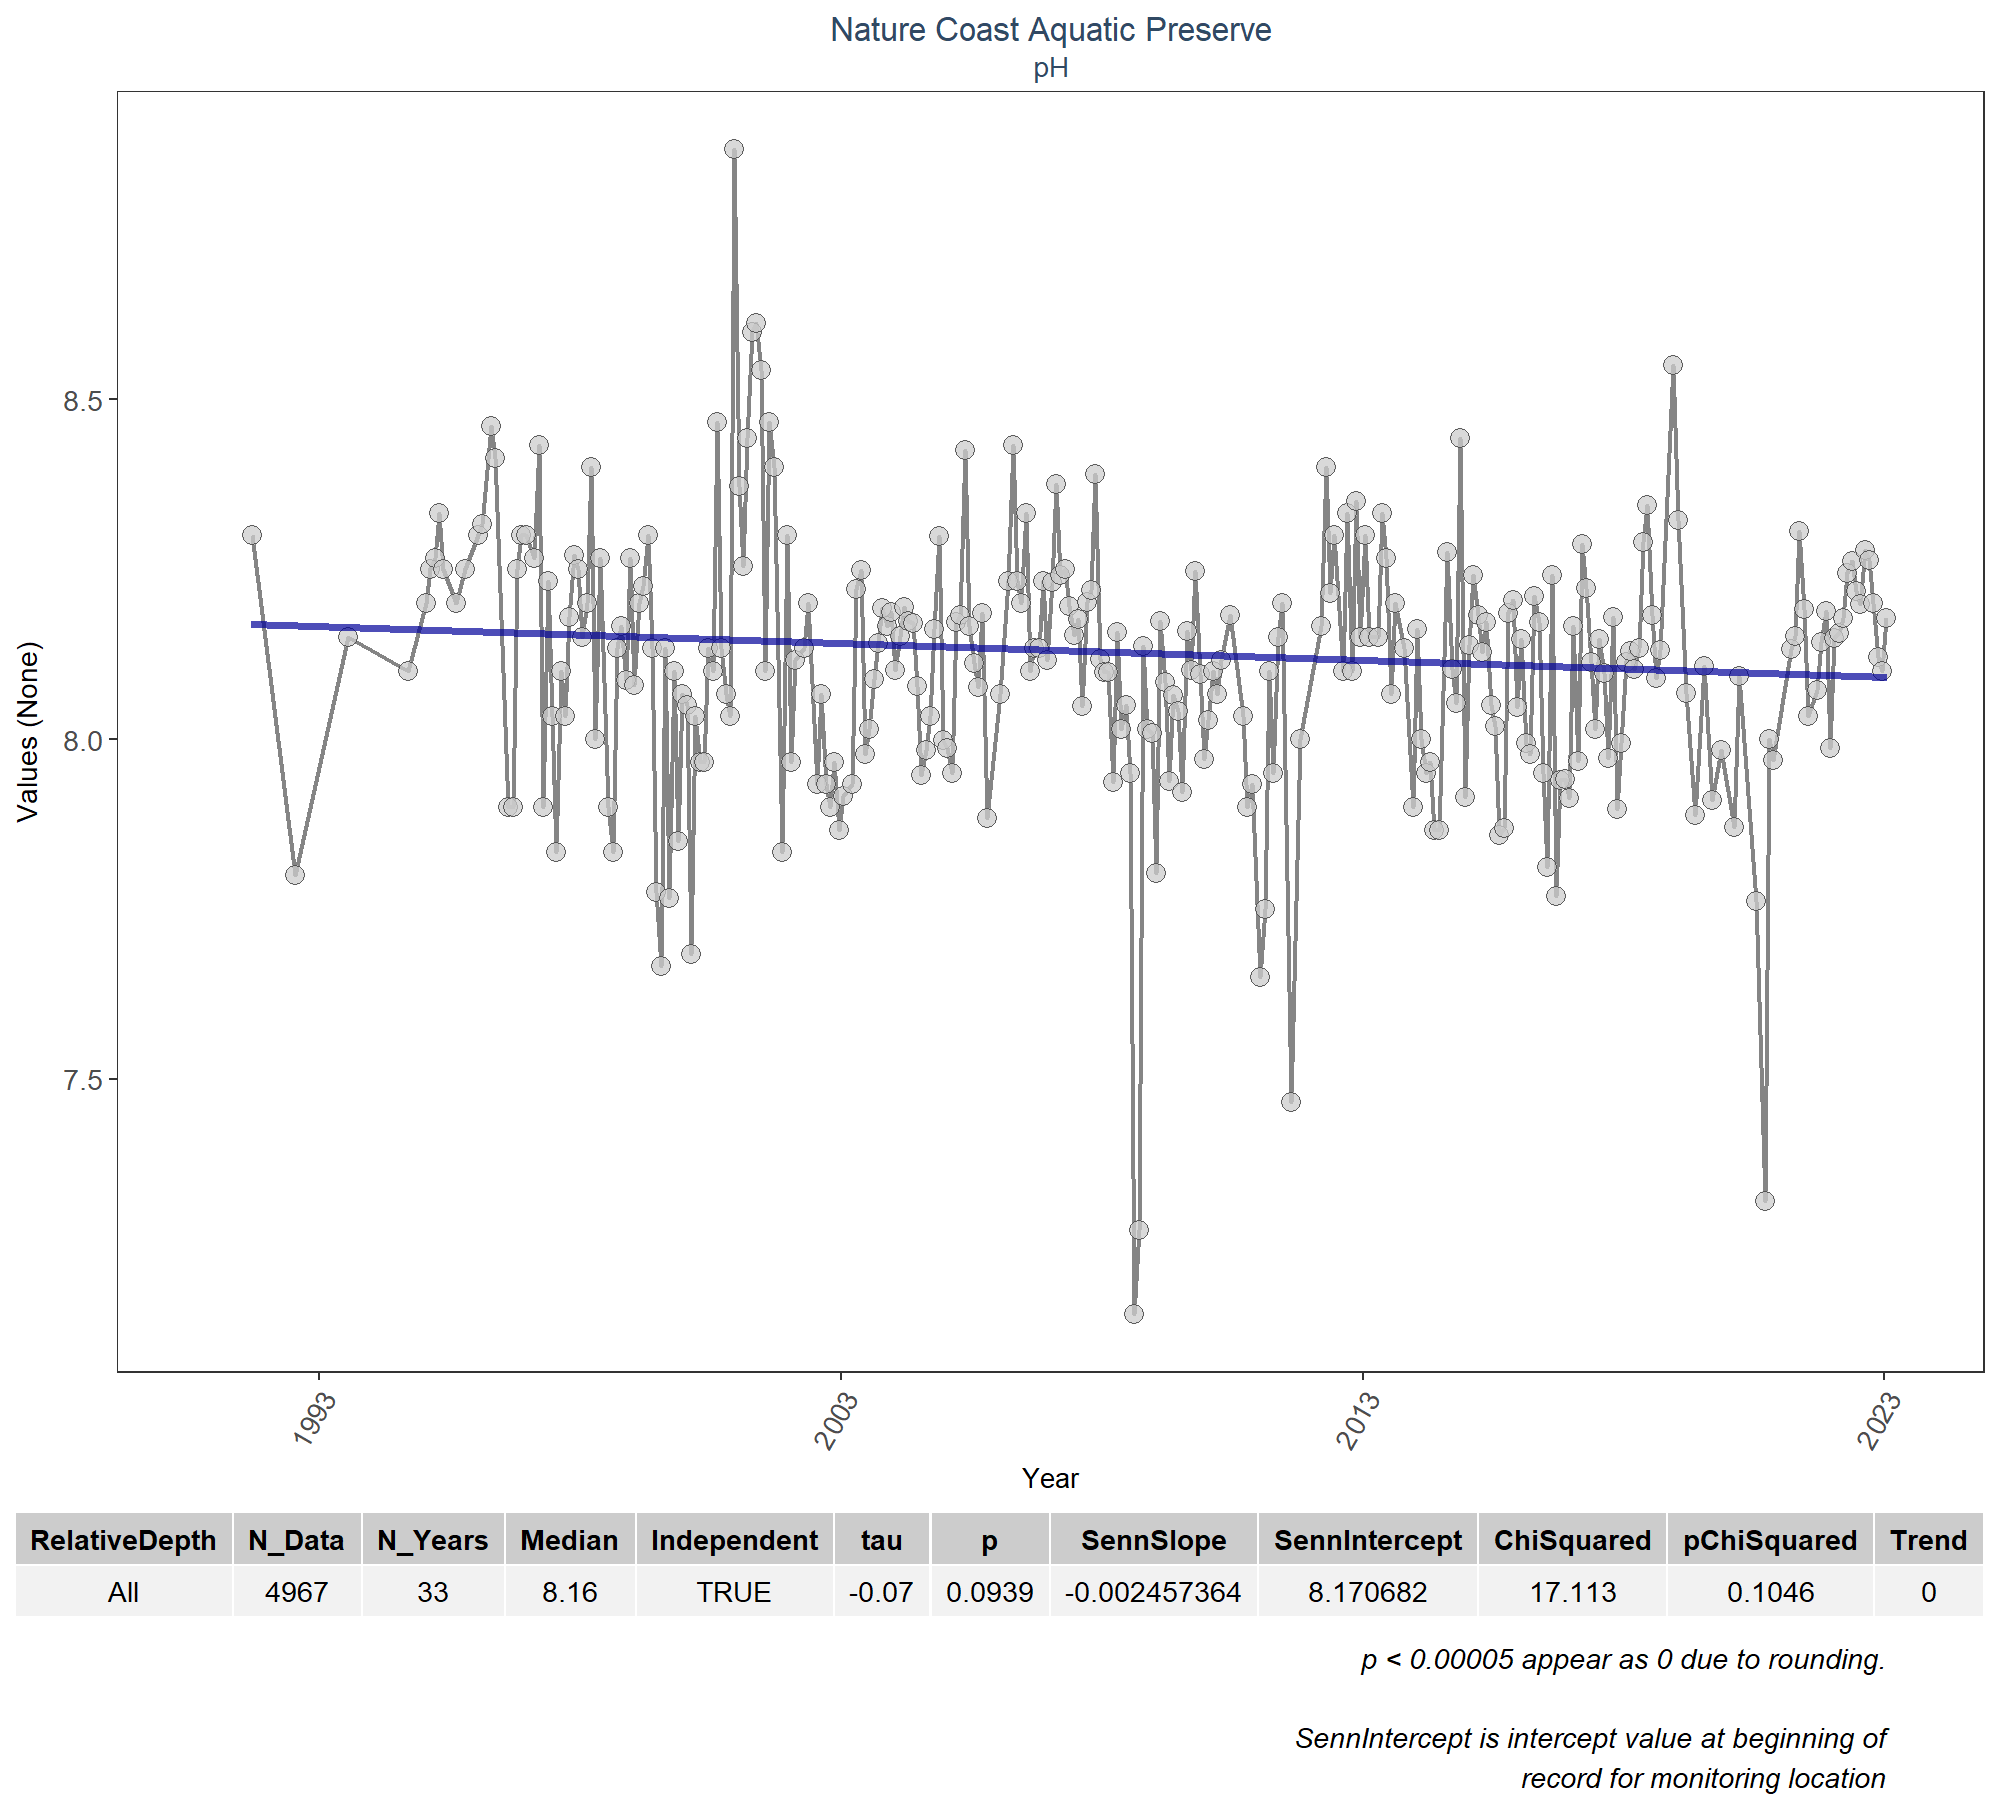 Nature Coast Aquatic Preserve
pH
Values (None)
8.5
8.0
7.5
1993
2003
2013
2023
Year
RelativeDepth N_Data N_Years Median Independent tau p SennSlope SennIntercept ChiSquared pChiSquared Trend
All 4967 33 8.16 TRUE -0.07 0.0939 -0.002457364 8.170682 17.113 0.1046 0
p < 0.00005 appear as 0 due to rounding.
SennIntercept is intercept value at beginning of
record for monitoring location